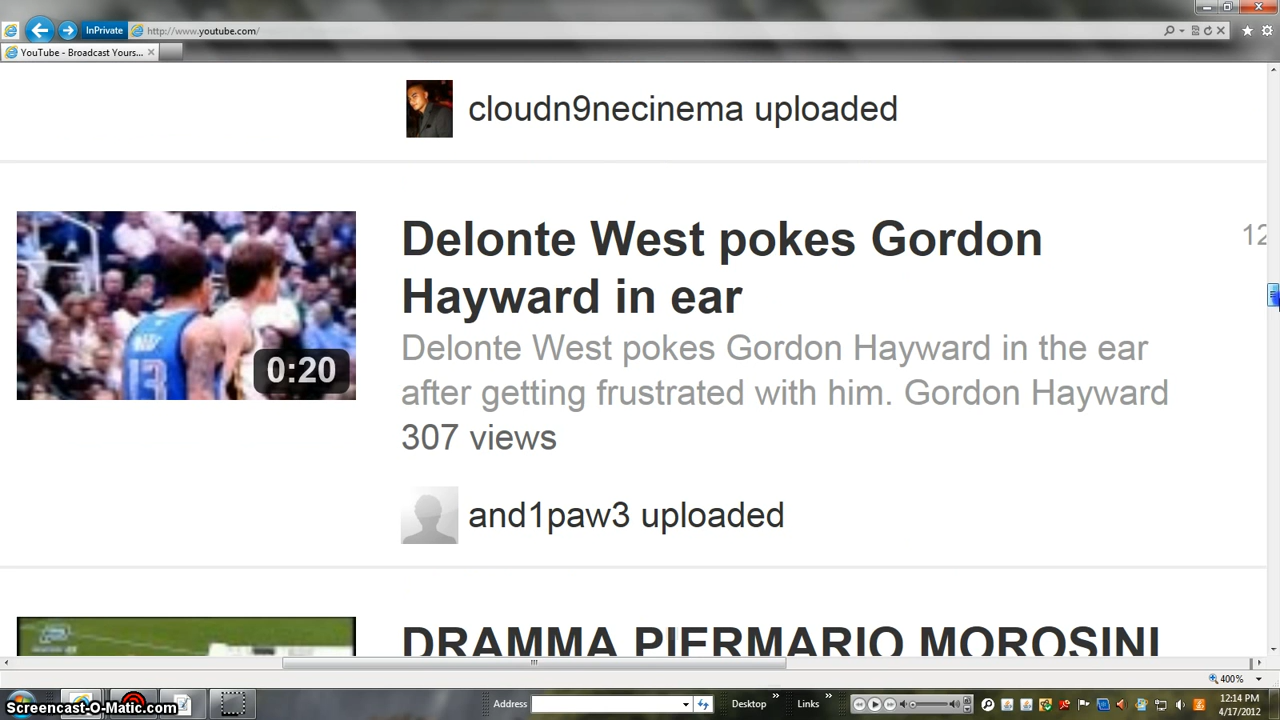 InPrivate
http://www.youtube.com/
YouTube - Broadcast Yours...
cloudn9necinema uploaded
Delonte West pokes Gordon
12
Hayward in ear
Delonte West pokes Gordon Hayward in the ear
after getting frustrated with him. Gordon Hayward
13
0:20
307 views
and1paw3 uploaded
DRAMMA PIERMARIO MOROSINI
400%
Screencast-O-Matic.com
Address
Desktop
Links
12:14 PM
4/17/2012